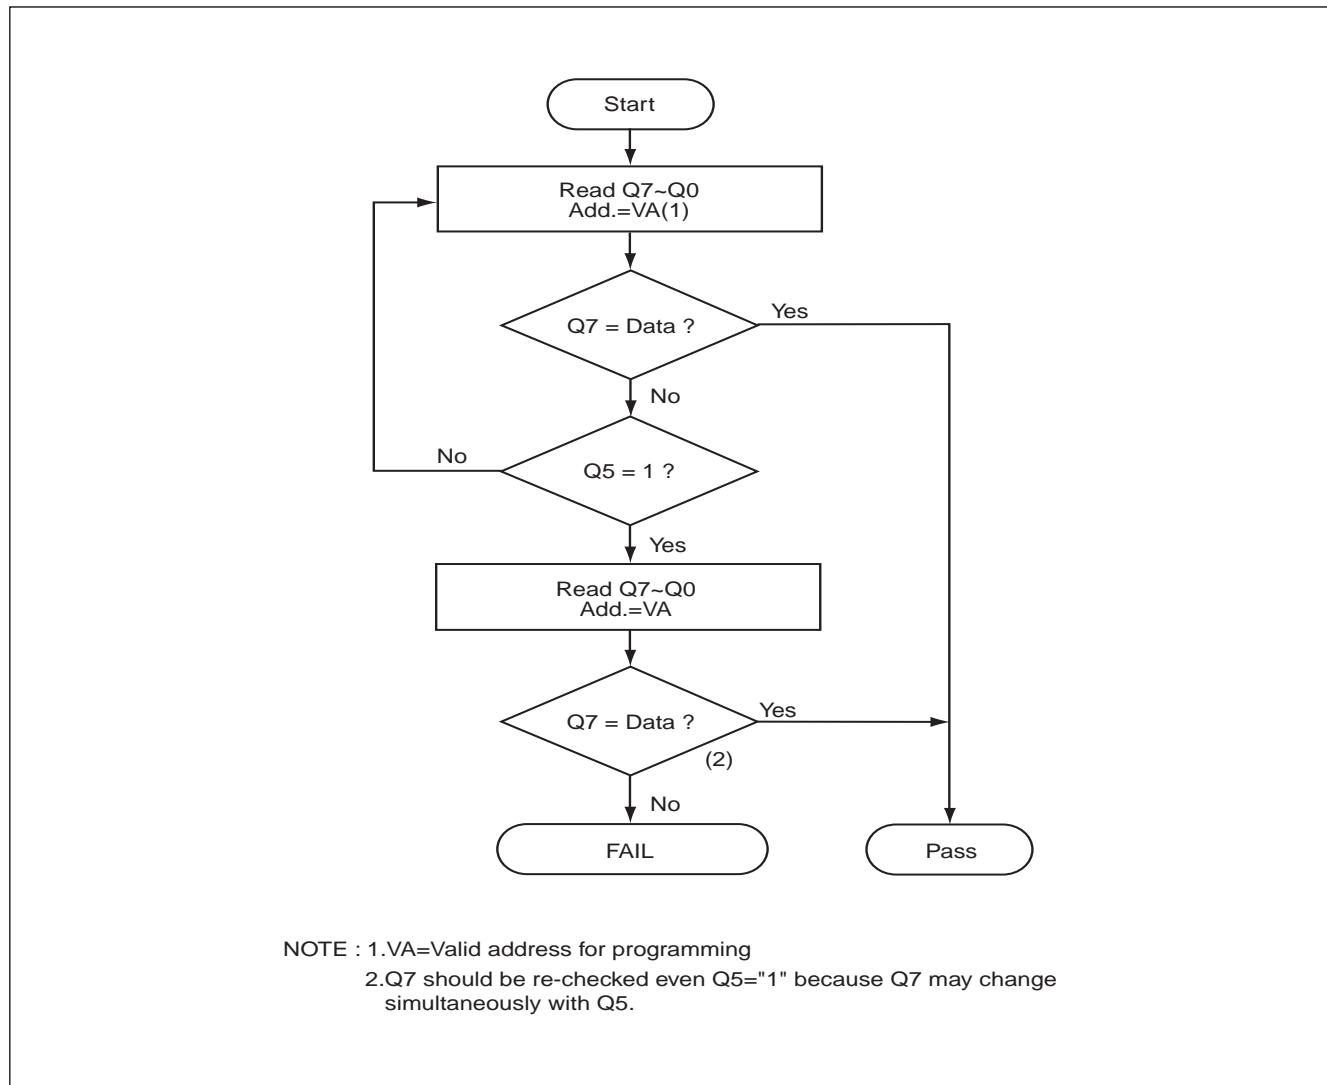 Start
Read Q7~Q0
Add.=VA(1)
Q7 = Data ?
Yes
No
No
Q5 = 1 ?
Yes
Read Q7~Q0
Add.=VA
Q7 = Data ?
Yes
(2)
No
FAIL
Pass
NOTE : 1.VA=Valid address for programming
2.Q7 should be re-checked even Q5="1" because Q7 may change
simultaneously with Q5.